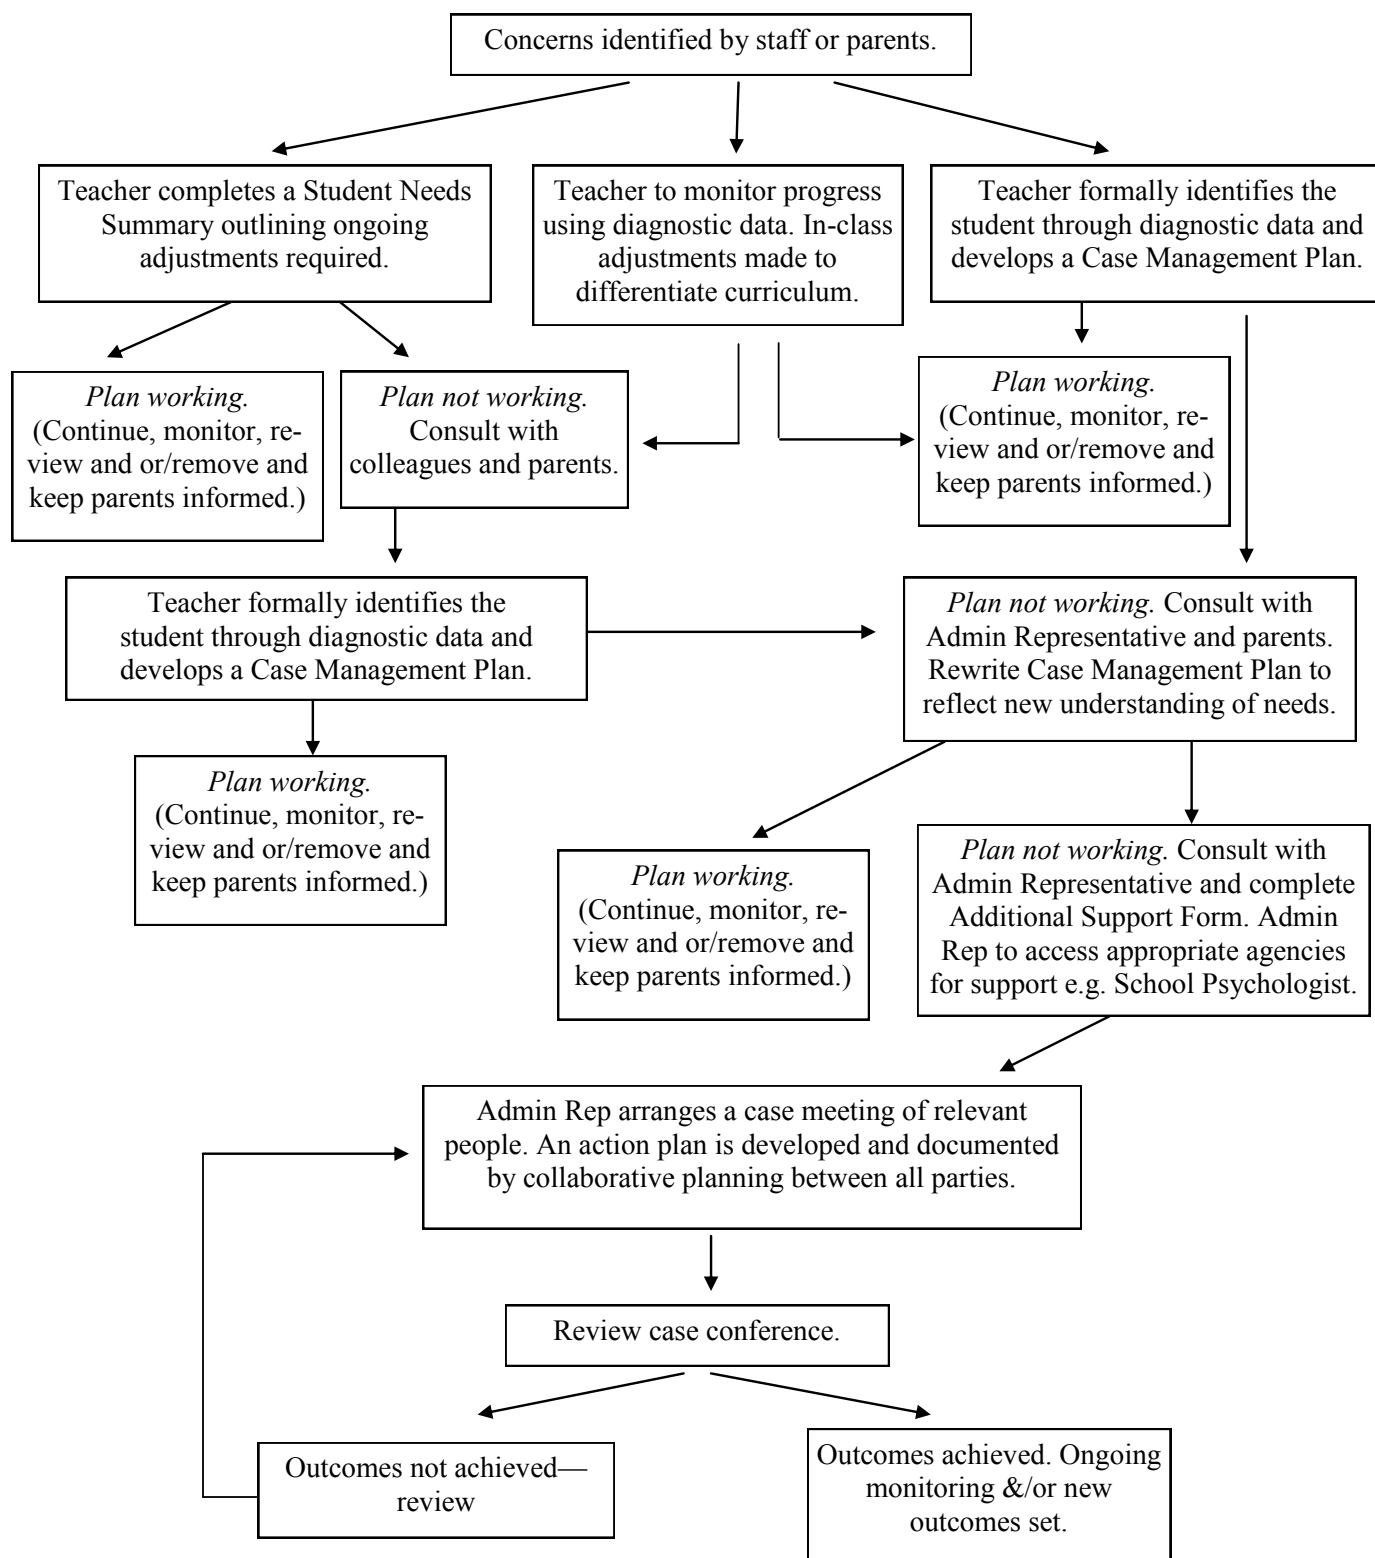 Concerns identified by staff or parents.
Teacher completes a Student Needs
Summary outlining ongoing
adjustments required.
Teacher to monitor progress
using diagnostic data. In-class
adjustments made to
differentiate curriculum.
Teacher formally identifies the
student through diagnostic data and
develops a Case Management Plan.
Plan working.
(Continue, monitor, re-
view and or/remove and
keep parents informed.)
Plan not working.
Consult with
colleagues and parents.
Plan working.
(Continue, monitor, re-
view and or/remove and
keep parents informed.)
Teacher formally identifies the
student through diagnostic data and
develops a Case Management Plan.
Plan not working. Consult with
Admin Representative and parents.
Rewrite Case Management Plan to
reflect new understanding of needs.
Plan working.
(Continue, monitor, re-
view and or/remove and
keep parents informed.)
Plan working.
(Continue, monitor, re-
view and or/remove and
keep parents informed.)
Plan not working. Consult with
Admin Representative and complete
Additional Support Form. Admin
Rep to access appropriate agencies
for support e.g. School Psychologist.
Admin Rep arranges a case meeting of relevant
people. An action plan is developed and documented
by collaborative planning between all parties.
Review case conference.
Outcomes not achieved—
review
Outcomes achieved. Ongoing
monitoring &/or new
outcomes set.